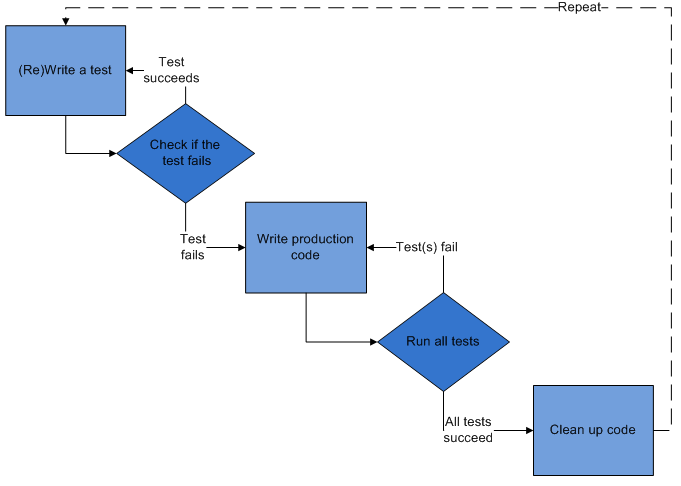 Repeat
(Re)Write a test
Test
succeeds
Check if the
test fails
Test
fails
Write production
code
Test(s) fail
Run all tests
All tests
succeed
Clean up code